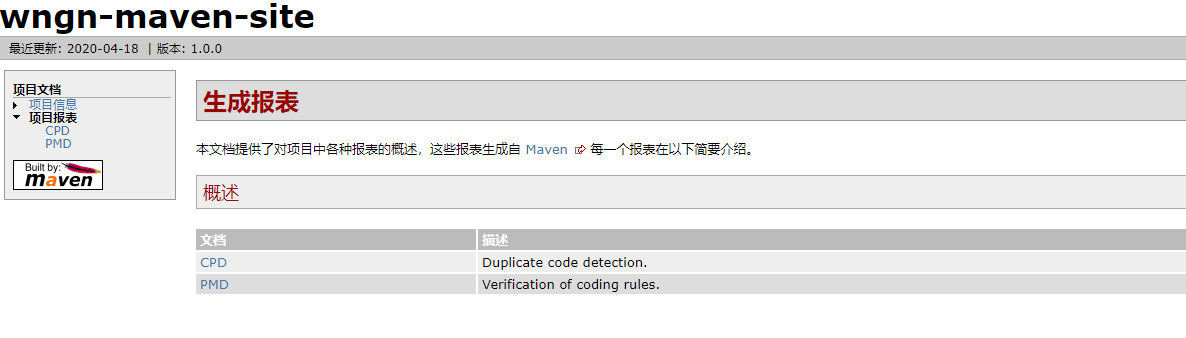 wngn-maven-site
最近更新: 2020-04-18 | 版本: 1.0.0
项目文档
项目信息
项目报表
CPD
PMD
Built by:
maven
生成报表
本文档提供了对项目中各种报表的概述，这些报表生成自 Maven 每一个报表在以下简要介绍。
概述
文档 描述
CPD Duplicate code detection.
PMD Verification of coding rules.